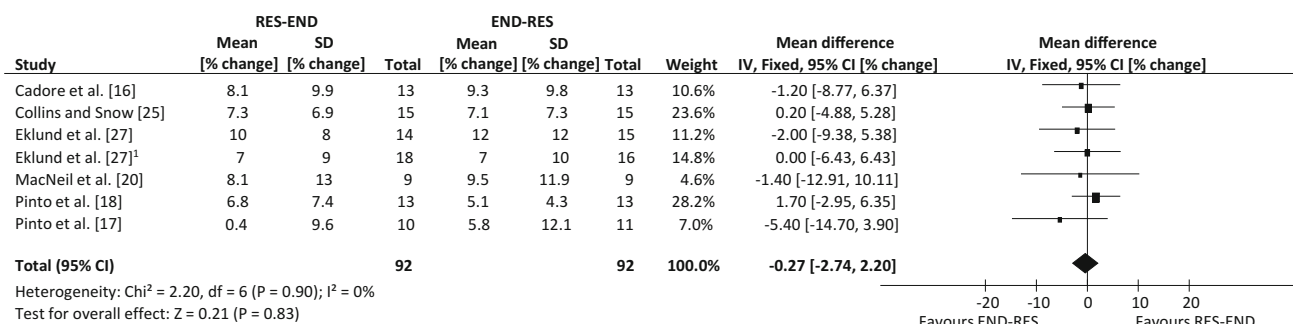 RES-END END-RES
Mean SD Mean SD Mean difference Mean difference
Study [% change] [% change] Total [% change] [% change] Total Weight IV, Fixed, 95% CI [% change] IV, Fixed, 95% CI [% change]
Cadore et al. [16] 8.1 9.9 13 9.3 9.8 13 10.6% -1.20 [-8.77, 6.37]
Collins and Snow [25] 7.3 6.9 15 7.1 7.3 15 23.6% 0.20 [-4.88, 5.28]
Eklund et al. [27] 10 8 14 12 12 15 11.2% -2.00 [-9.38, 5.38]
Eklund et al. [27]¹ 7 9 18 7 10 16 14.8% 0.00 [-6.43, 6.43]
MacNeil et al. [20] 8.1 13 9 9.5 11.9 9 4.6% -1.40 [-12.91, 10.11]
Pinto et al. [18] 6.8 7.4 13 5.1 4.3 13 28.2% 1.70 [-2.95, 6.35]
Pinto et al. [17] 0.4 9.6 10 5.8 12.1 11 7.0% -5.40 [-14.70, 3.90]
Total (95% CI) 92 92 100.0% -0.27 [-2.74, 2.20]
Heterogeneity: Chi² = 2.20, df = 6 (P = 0.90); I² = 0%
Test for overall effect: Z = 0.21 (P = 0.83)
-20 -10 0 10 20
Favours END-RES Favours RES-END